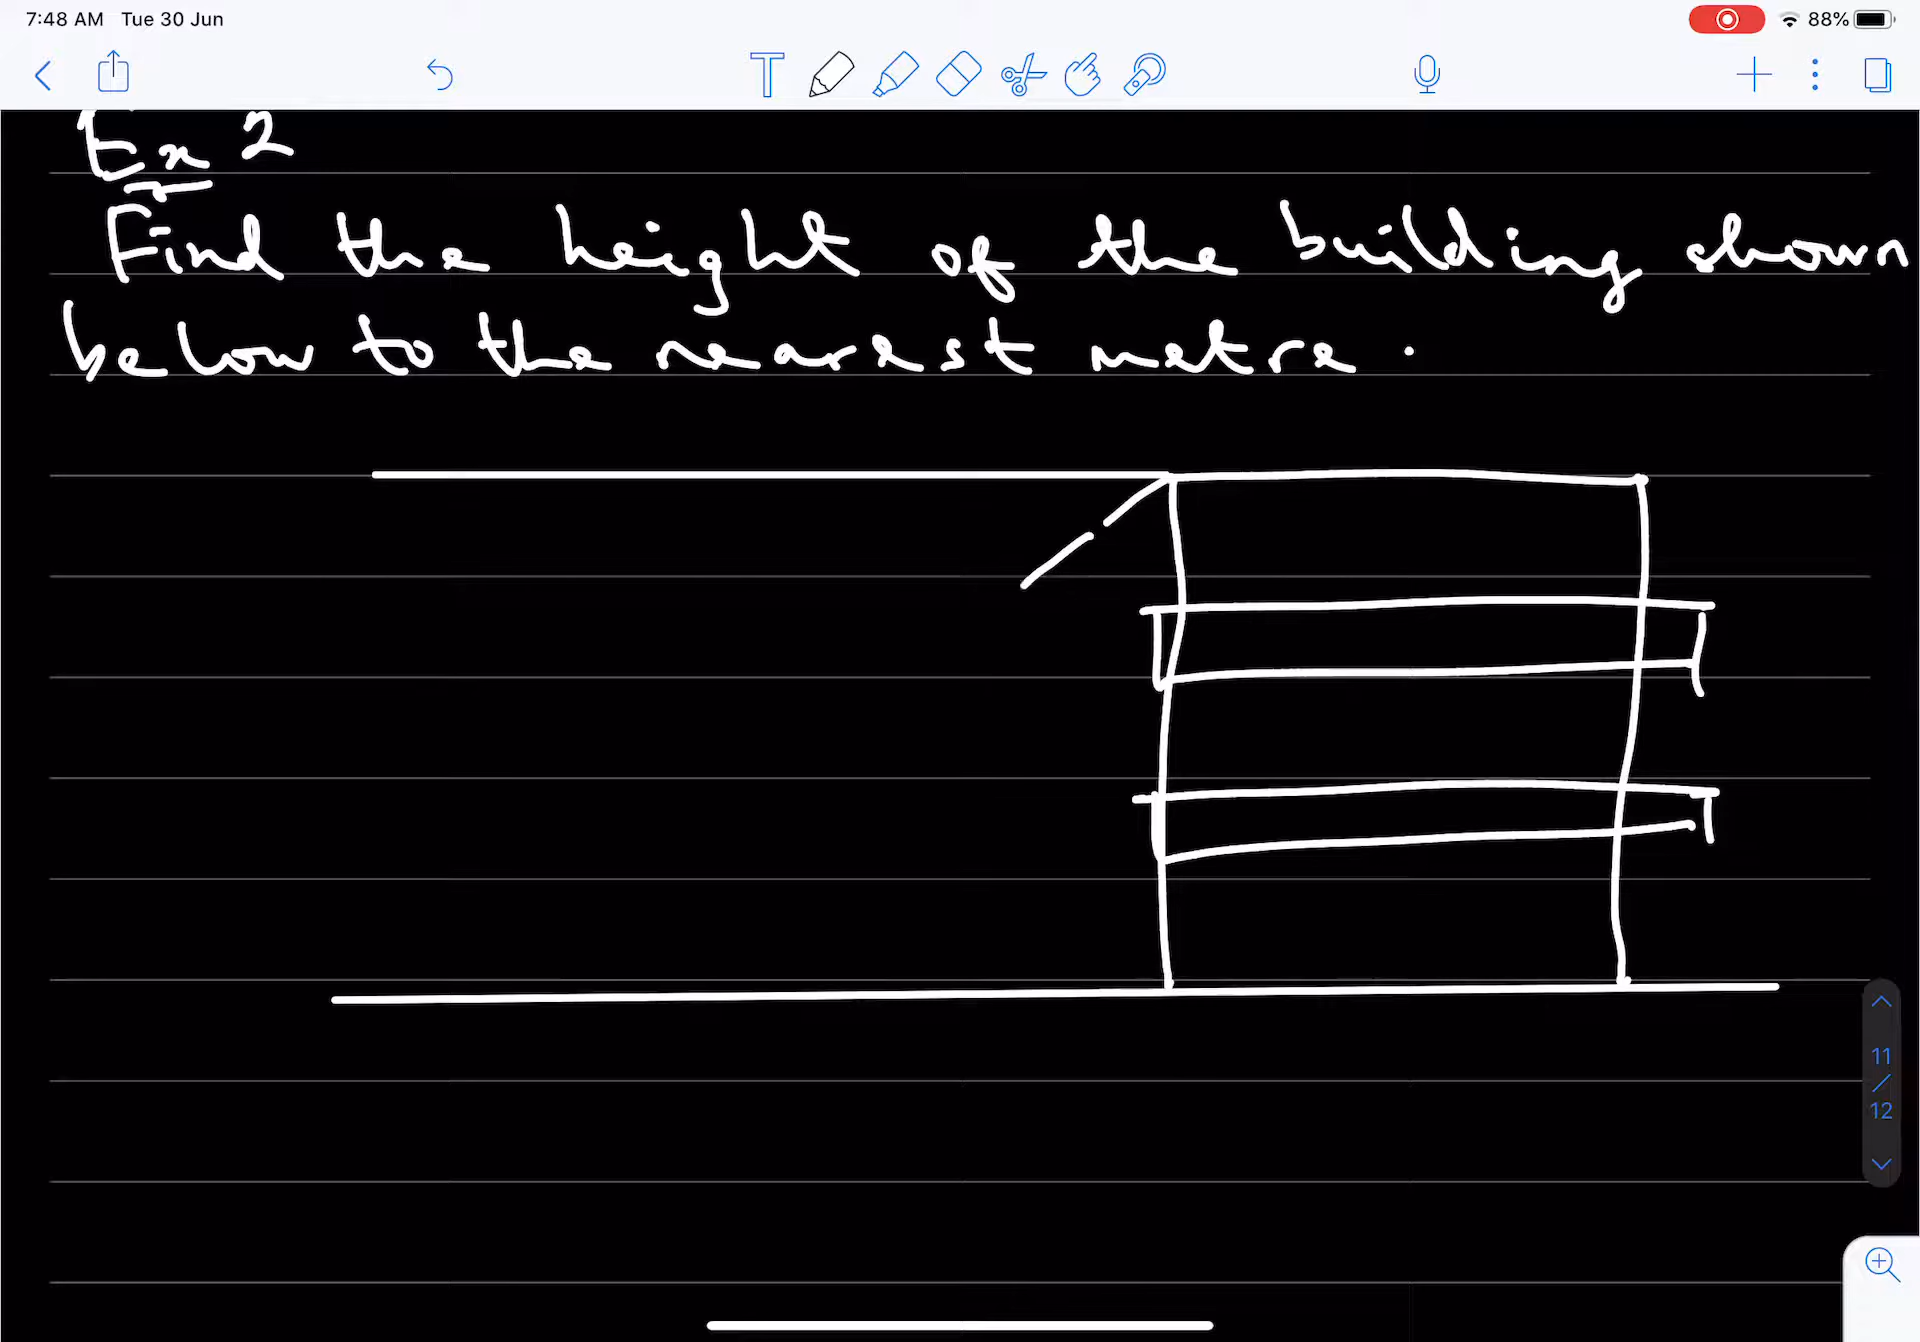 7:48 AM Tue 30 Jun
88%
Ex 2
Find the height of the building shown
below to the nearest metre.
11
/
12